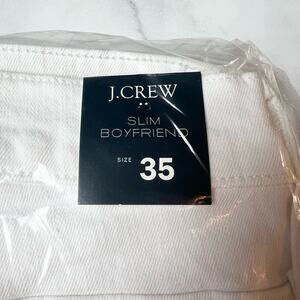 J.CREW
SLIM
BOYFRIEND
SIZE 35